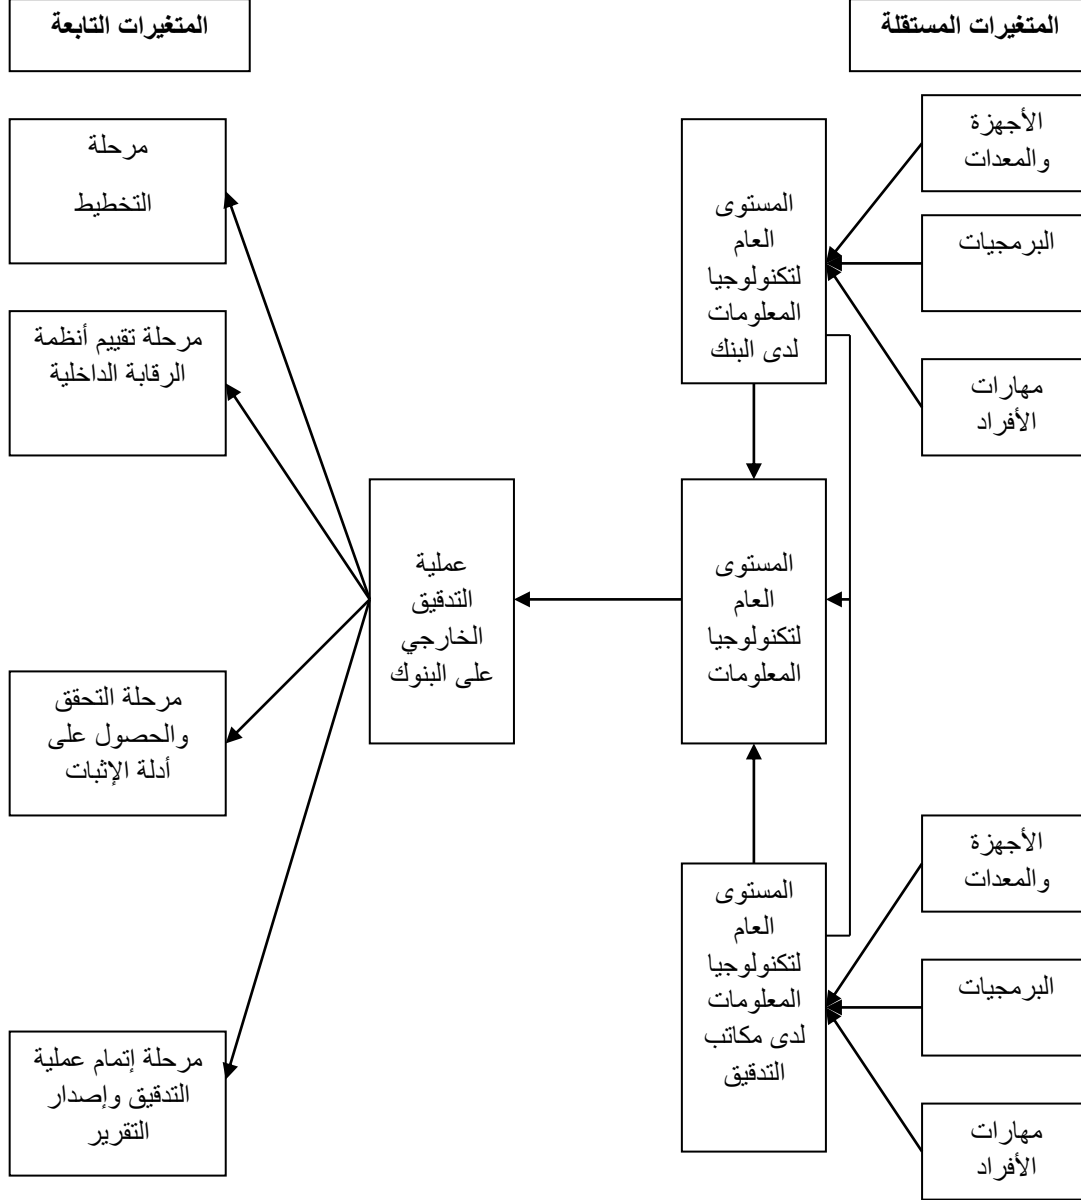 المتغيرات المستقلة
المتغيرات التابعة
الأجهزة
والمعدات
البرمجيات
مهارات
الأفراد
المستوى
العام
لتكنولوجيا
المعلومات
لدى البنك
مرحلة
التخطيط
مرحلة تقييم أنظمة
الرقابة الداخلية
المستوى
العام
لتكنولوجيا
المعلومات
عملية
التدقيق
الخارجي
على البنوك
مرحلة التحقق
والحصول على
أدلة الإثبات
الأجهزة
والمعدات
البرمجيات
مهارات
الأفراد
المستوى
العام
لتكنولوجيا
المعلومات
لدى مكاتب
التدقيق
مرحلة إتمام عملية
التدقيق وإصدار
التقرير